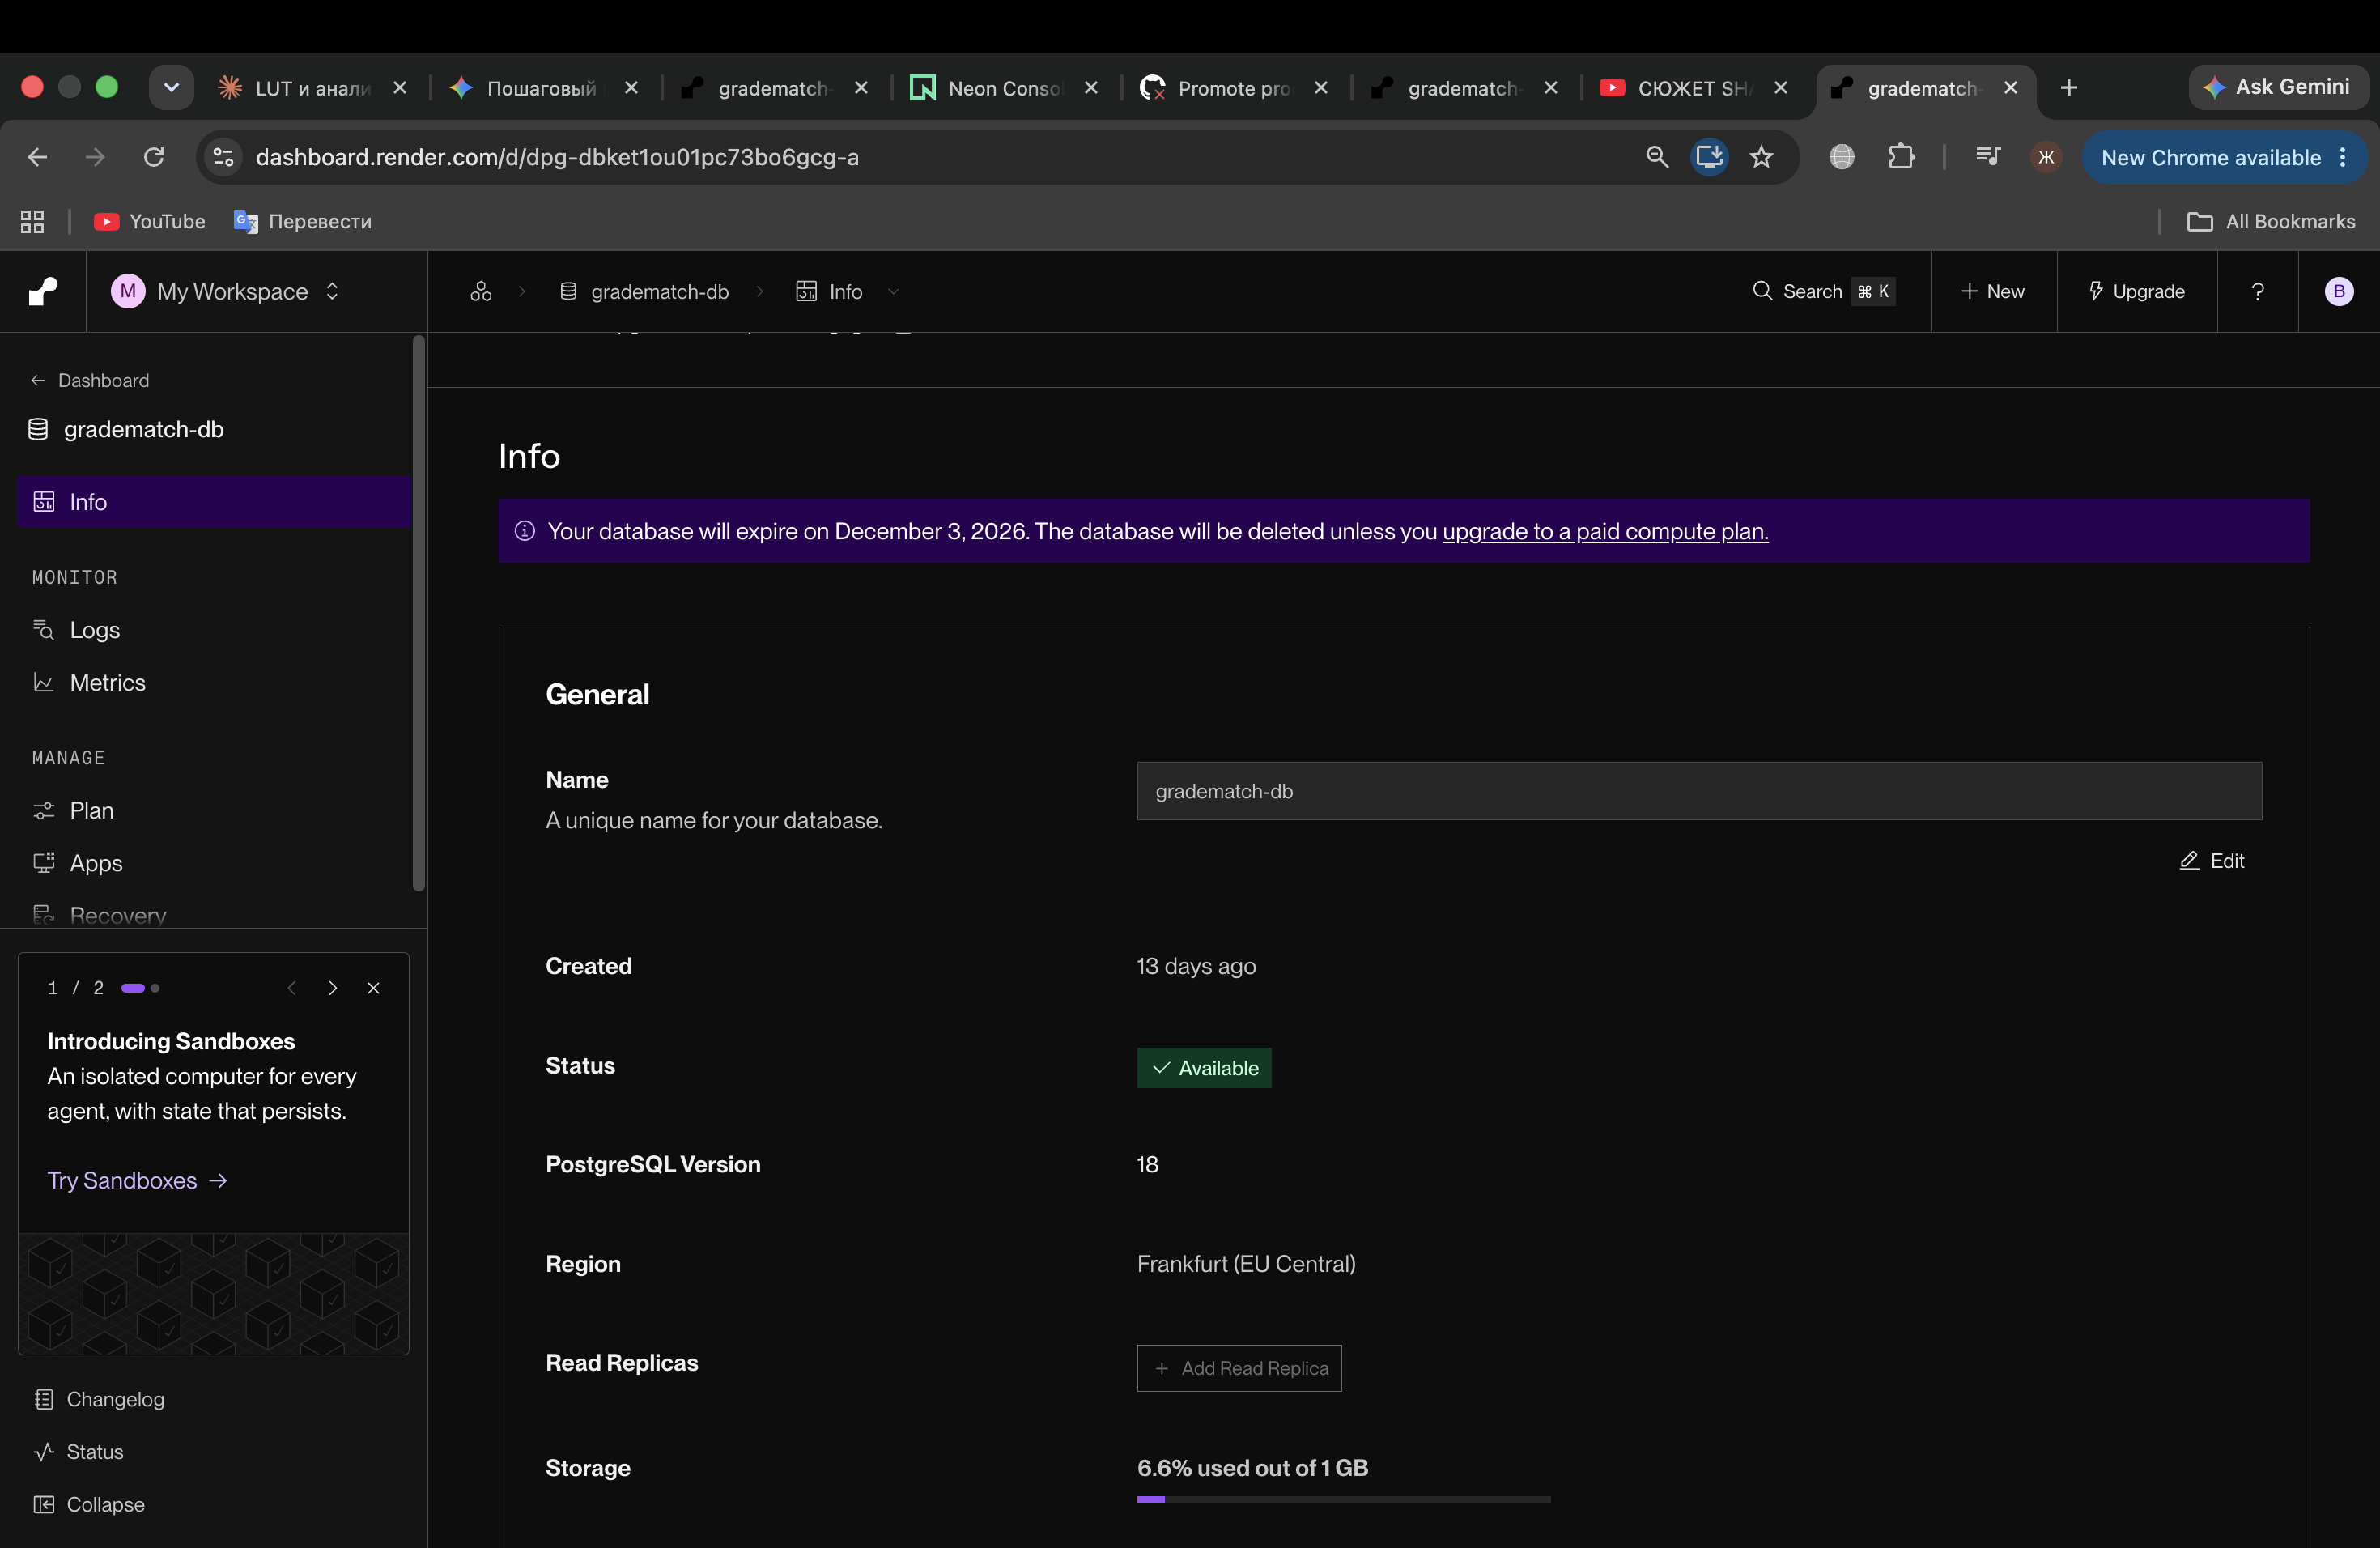 LUT и анали
Пошаговый
gradematch-
Neon Conso
Promote pro
gradematch-
СЮЖЕТ SHA
gradematch-
Ask Gemini
dashboard.render.com/d/dpg-dbket1ou01pc73bo6gcg-a
Ж
New Chrome available
YouTube
Перевести
All Bookmarks
M My Workspace
gradematch-db
Info
Search ⌘ K
+ New
Upgrade
?
B
Dashboard
gradematch-db
Info
MONITOR
Logs
Metrics
MANAGE
Plan
Apps
Recovery
1 / 2
Introducing Sandboxes
An isolated computer for every
agent, with state that persists.
Try Sandboxes →
Changelog
Status
Collapse
Info
Your database will expire on December 3, 2026. The database will be deleted unless you upgrade to a paid compute plan.
General
Name
A unique name for your database.
gradematch-db
Edit
Created
13 days ago
Status
Available
PostgreSQL Version
18
Region
Frankfurt (EU Central)
Read Replicas
+ Add Read Replica
Storage
6.6% used out of 1 GB